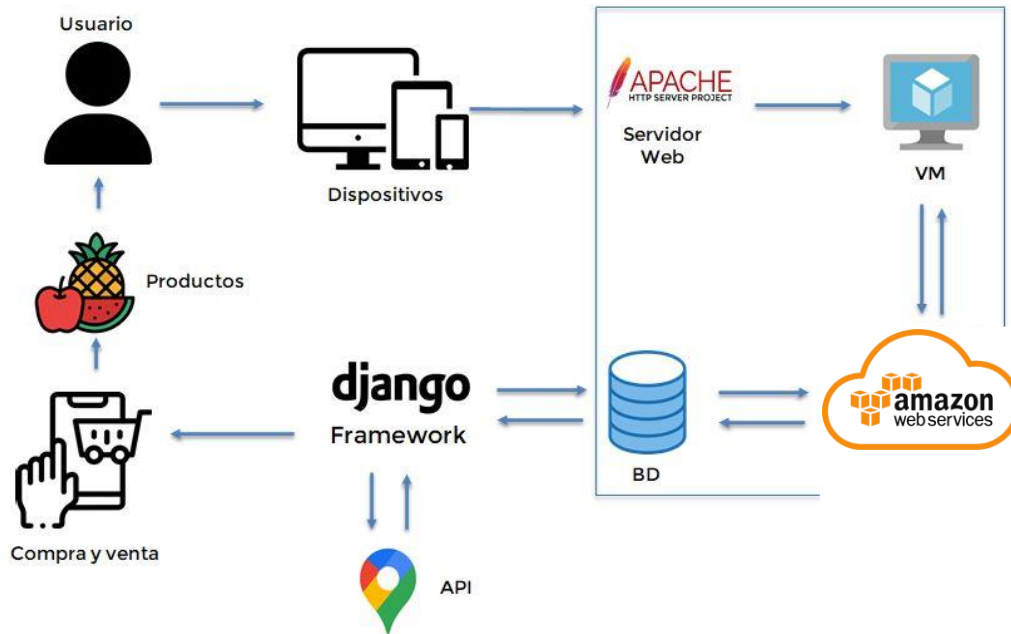 Usuario
APACHE
HTTP SERVER PROJECT
Servidor
Web
VM
Dispositivos
Productos
django
Framework
amazon
webservices
BD
Compra y venta
API